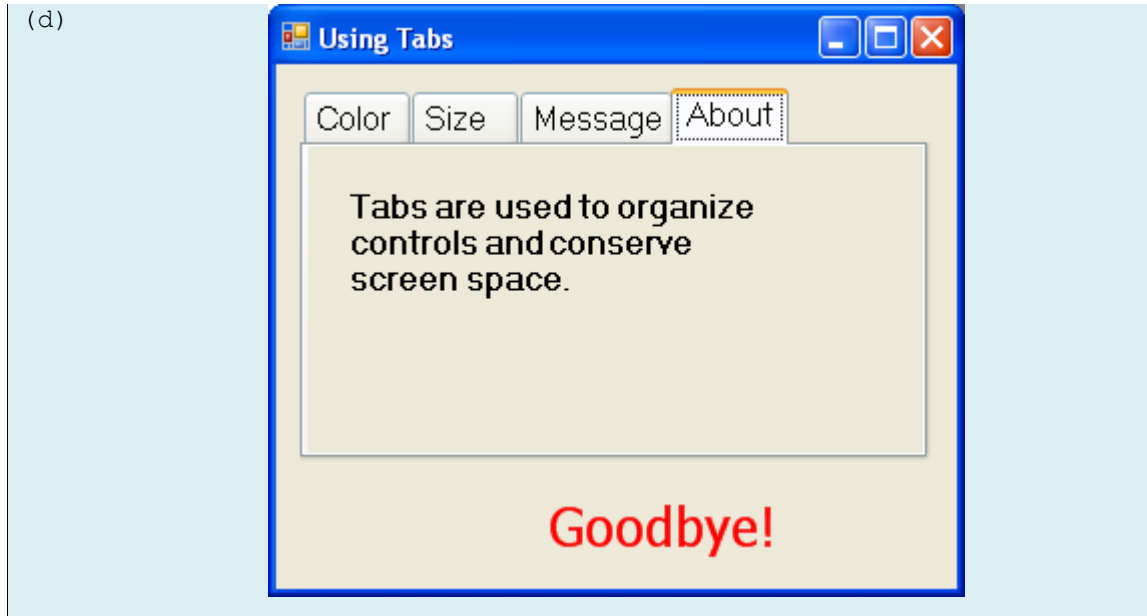 (d)
Using Tabs
Color Size Message About
Tabs are used to organize
controls and conserve
screen space.
Goodbye!